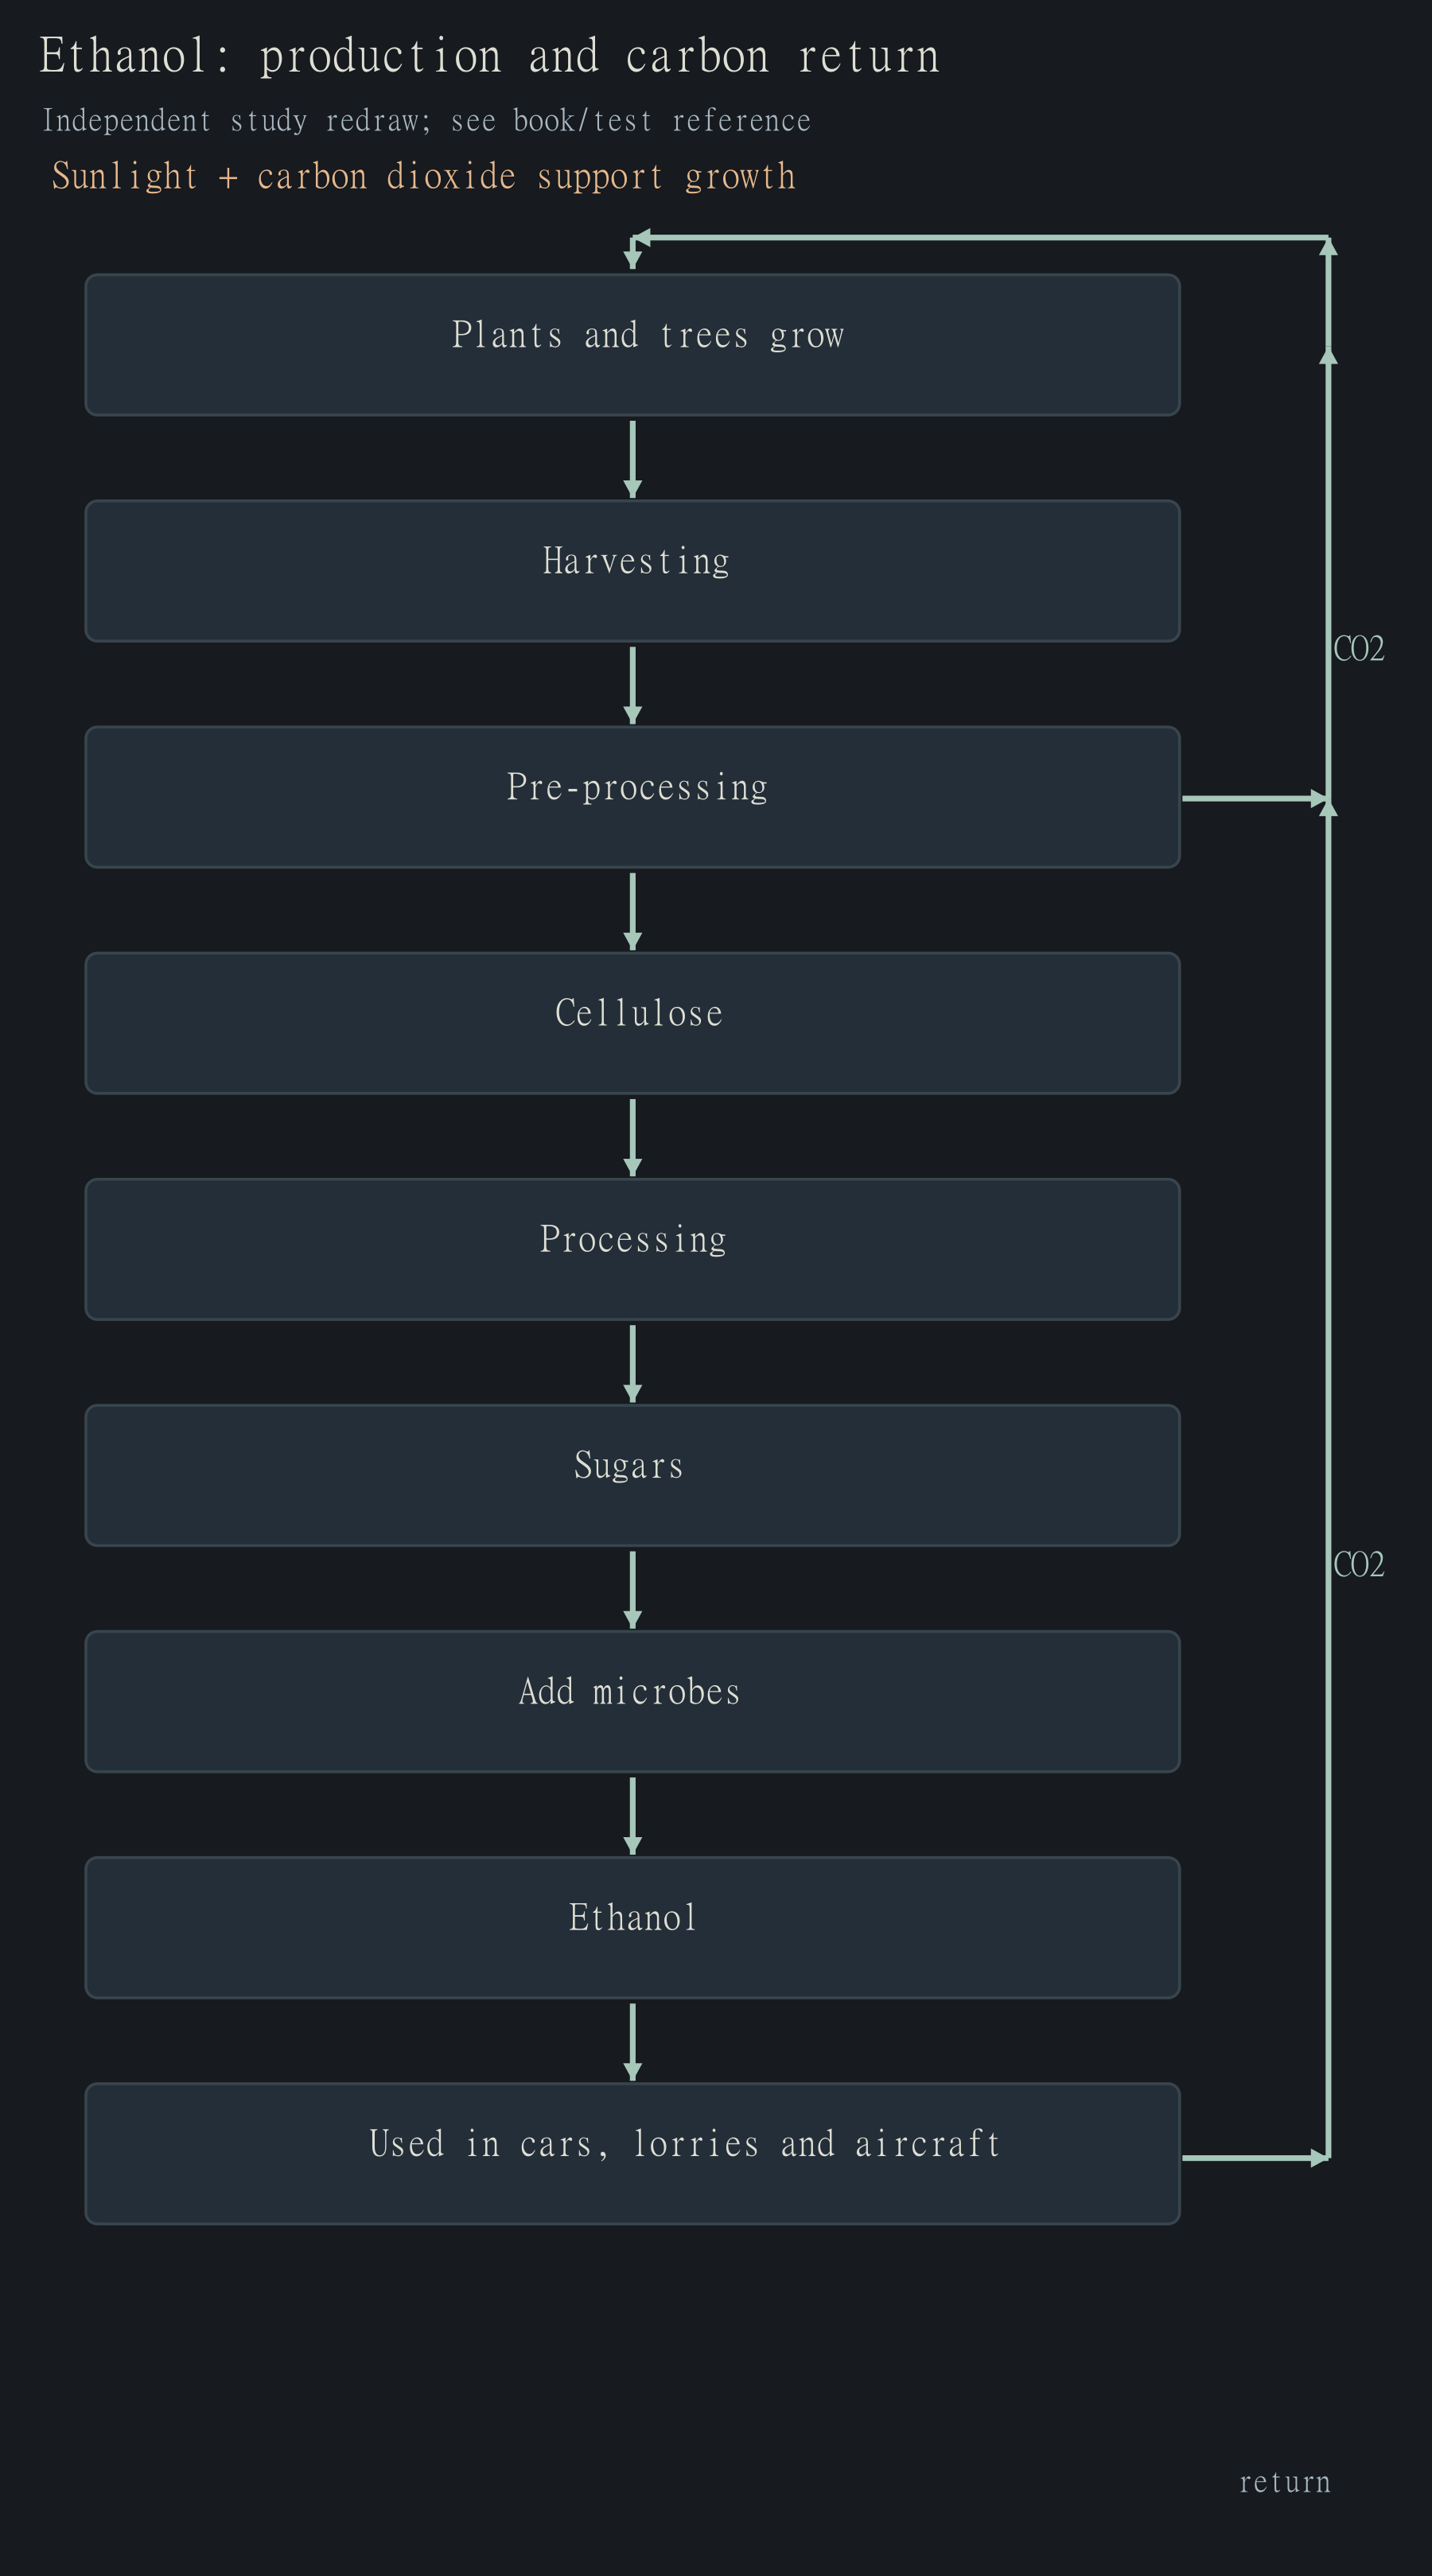 Ethanol: production and carbon return
Independent study redraw; see book/test reference
Sunlight + carbon dioxide support growth
Plants and trees grow
Harvesting
CO2
Pre-processing
Cellulose
Processing
Sugars
CO2
Add microbes
Ethanol
Used in cars, lorries and aircraft
return